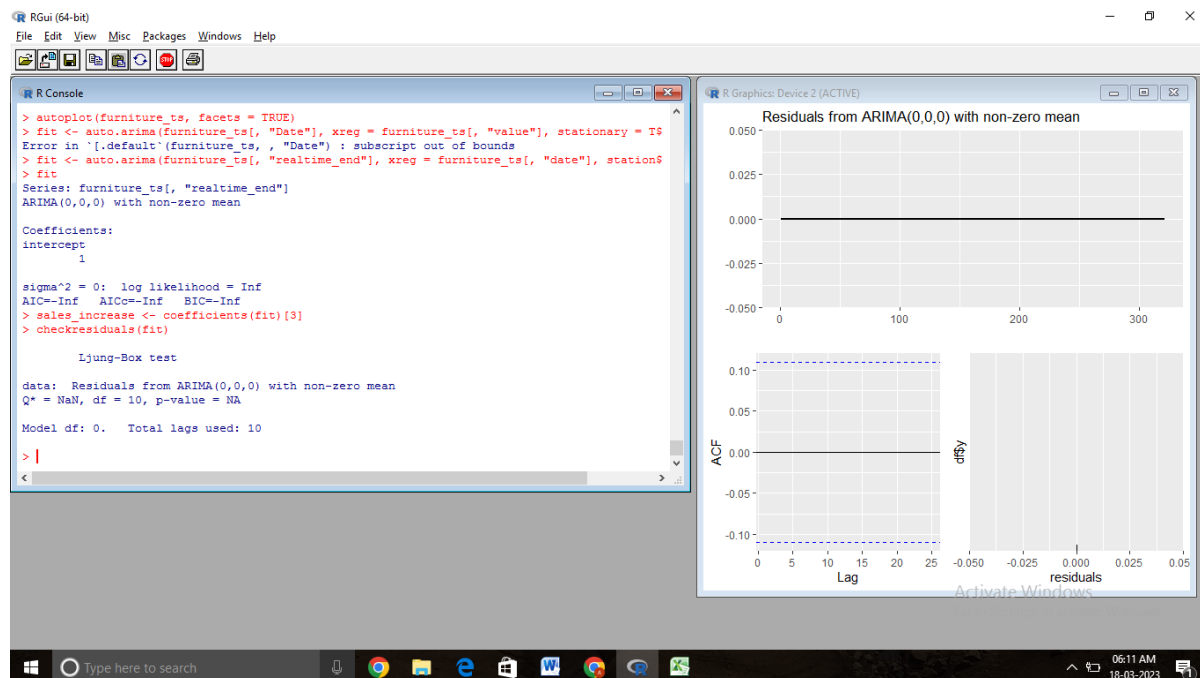 RGui (64-bit)
File Edit View Misc Packages Windows Help
STOP
R Console
> autoplot(furniture_ts, facets = TRUE)
> fit <- auto.arima(furniture_ts[, "Date"], xreg = furniture_ts[, "value"], stationary = T$
Error in `[.default`(furniture_ts, , "Date") : subscript out of bounds
> fit <- auto.arima(furniture_ts[, "realtime_end"], xreg = furniture_ts[, "date"], station$
> fit
Series: furniture_ts[, "realtime_end"]
ARIMA(0,0,0) with non-zero mean
Coefficients:
intercept
1
sigma^2 = 0: log likelihood = Inf
AIC=-Inf AICc=-Inf BIC=-Inf
> sales_increase <- coefficients(fit)[3]
> checkresiduals(fit)
Ljung-Box test
data: Residuals from ARIMA(0,0,0) with non-zero mean
Q* = NaN, df = 10, p-value = NA
Model df: 0. Total lags used: 10
>
R Graphics: Device 2 (ACTIVE)
Residuals from ARIMA(0,0,0) with non-zero mean
0.050
0.025
0.000
-0.025
-0.050
0 100 200 300
0.10
0.05
0.00
-0.05
-0.10
ACF
0 5 10 15 20 25
Lag
df$y
-0.050 -0.025 0.000 0.025 0.05
residuals
Activate Windows
Type here to search
06:11 AM
18-03-2023
1